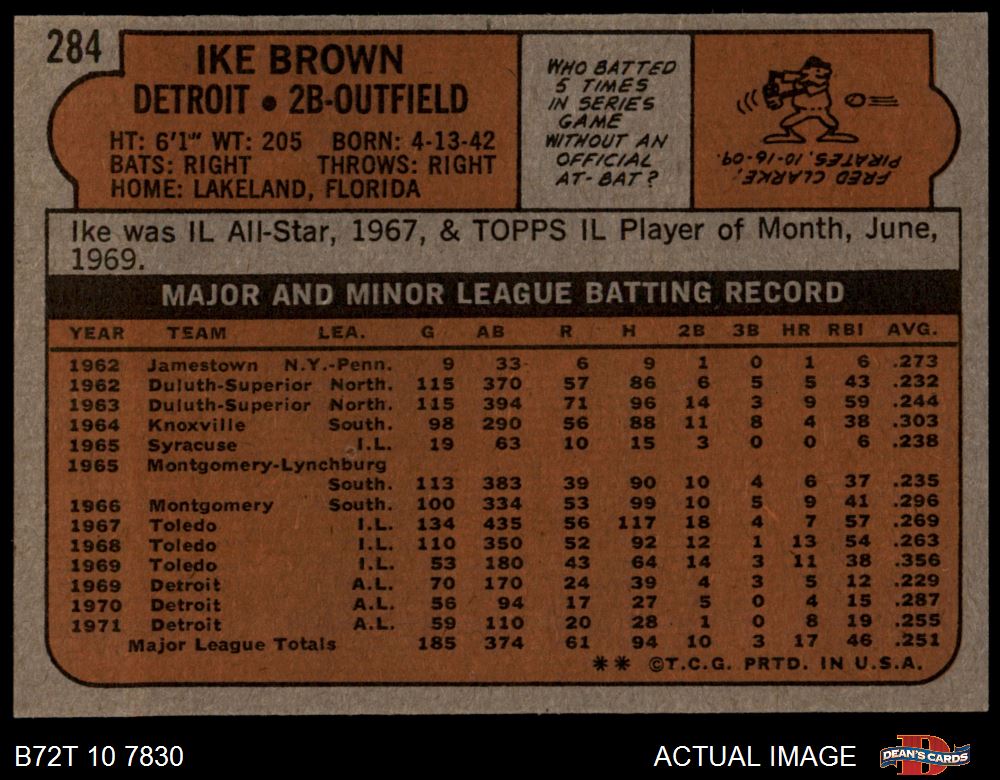 284
IKE BROWN
DETROIT • 2B-OUTFIELD
HT: 6'1" WT: 205 BORN: 4-13-42
BATS: RIGHT THROWS: RIGHT
HOME: LAKELAND, FLORIDA
WHO BATTED
5 TIMES
IN SERIES
GAME
WITHOUT AN
OFFICIAL
AT-BAT?
FRED CLARKE,
PIRATES, 10-16-09.
Ike was IL All-Star, 1967, & TOPPS IL Player of Month, June,
1969.
MAJOR AND MINOR LEAGUE BATTING RECORD
YEAR TEAM LEA. G AB R H 2B 3B HR RBI AVG.
1962 Jamestown N.Y.-Penn. 9 33 6 9 1 0 1 6 .273
1962 Duluth-Superior North. 115 370 57 86 6 5 5 43 .232
1963 Duluth-Superior North. 115 394 71 96 14 3 9 59 .244
1964 Knoxville South. 98 290 56 88 11 8 4 38 .303
1965 Syracuse I.L. 19 63 10 15 3 0 0 6 .238
1965 Montgomery-Lynchburg
South. 113 383 39 90 10 4 6 37 .235
1966 Montgomery South. 100 334 53 99 10 5 9 41 .296
1967 Toledo I.L. 134 435 56 117 18 4 7 57 .269
1968 Toledo I.L. 110 350 52 92 12 1 13 54 .263
1969 Toledo I.L. 53 180 43 64 14 3 11 38 .356
1969 Detroit A.L. 70 170 24 39 4 3 5 12 .229
1970 Detroit A.L. 56 94 17 27 5 0 4 15 .287
1971 Detroit A.L. 59 110 20 28 1 0 8 19 .255
Major League Totals 185 374 61 94 10 3 17 46 .251
** ©T.C.G. PRTD. IN U.S.A.
B72T 10 7830
ACTUAL IMAGE
DEAN'S CARDS